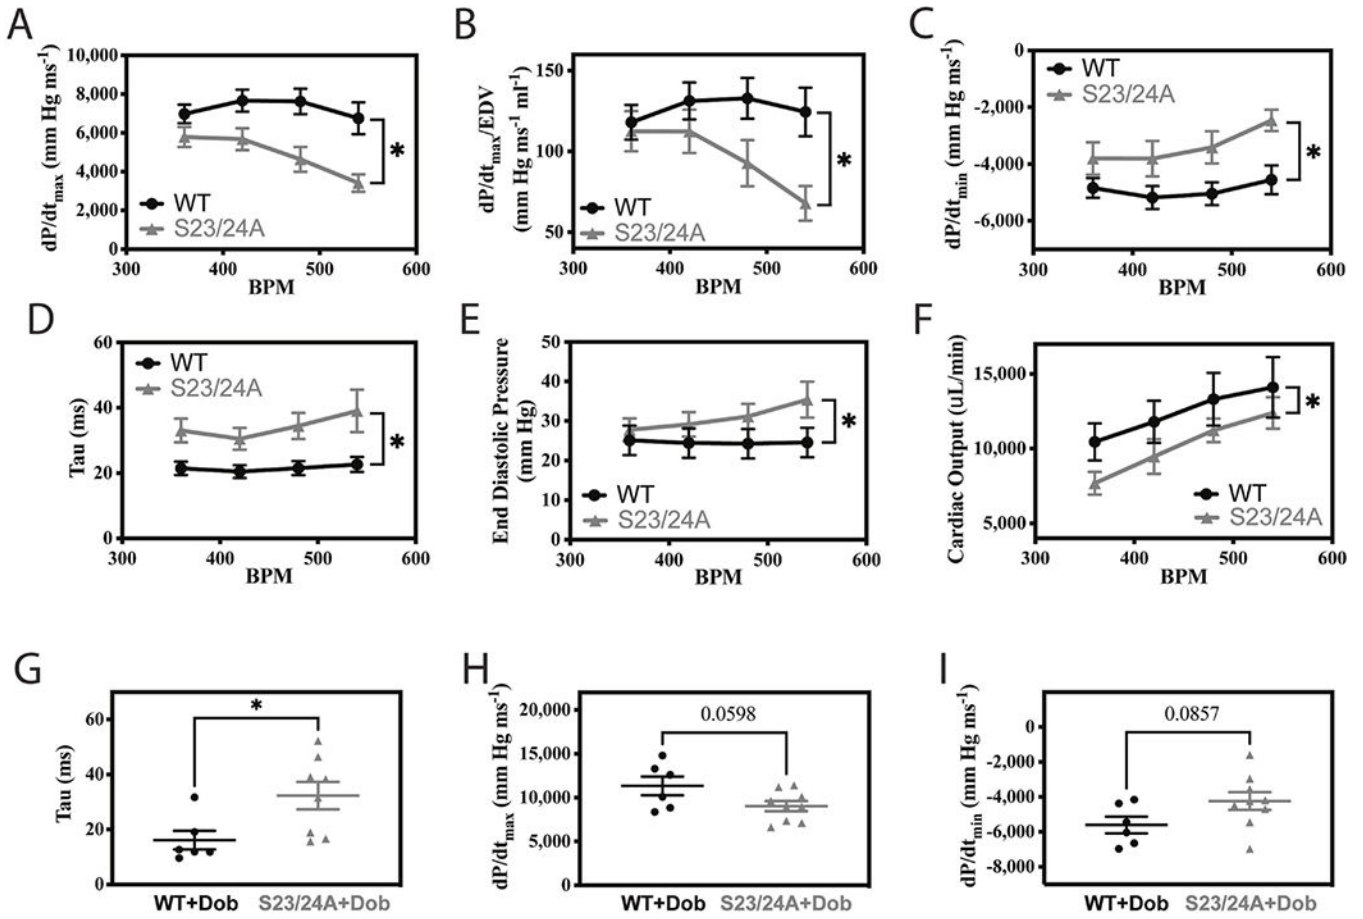 A
dP/dtmax (mm Hg ms-1)
10,000
8,000
6,000
4,000
2,000
0
*
WT
S23/24A
300
400
500
600
BPM
B
dP/dtmax/EDV
(mm Hg ms-1 ml-1)
150
100
50
*
WT
S23/24A
300
400
500
600
BPM
C
dP/dtmin (mm Hg ms-1)
0
-2,000
-4,000
-6,000
WT
S23/24A
*
300
400
500
600
BPM
D
Tau (ms)
60
40
20
0
WT
S23/24A
*
300
400
500
600
BPM
E
End Diastolic Pressure
(mm Hg)
50
40
30
20
10
0
*
WT
S23/24A
300
400
500
600
BPM
F
Cardiac Output (uL/min)
15,000
10,000
5,000
*
WT
S23/24A
300
400
500
600
BPM
G
Tau (ms)
60
40
20
0
*
WT+Dob S23/24A+Dob
H
dP/dtmax (mm Hg ms-1)
20,000
15,000
10,000
5,000
0
0.0598
WT+Dob S23/24A+Dob
I
dP/dtmin (mm Hg ms-1)
0
-2,000
-4,000
-6,000
-8,000
0.0857
WT+Dob S23/24A+Dob